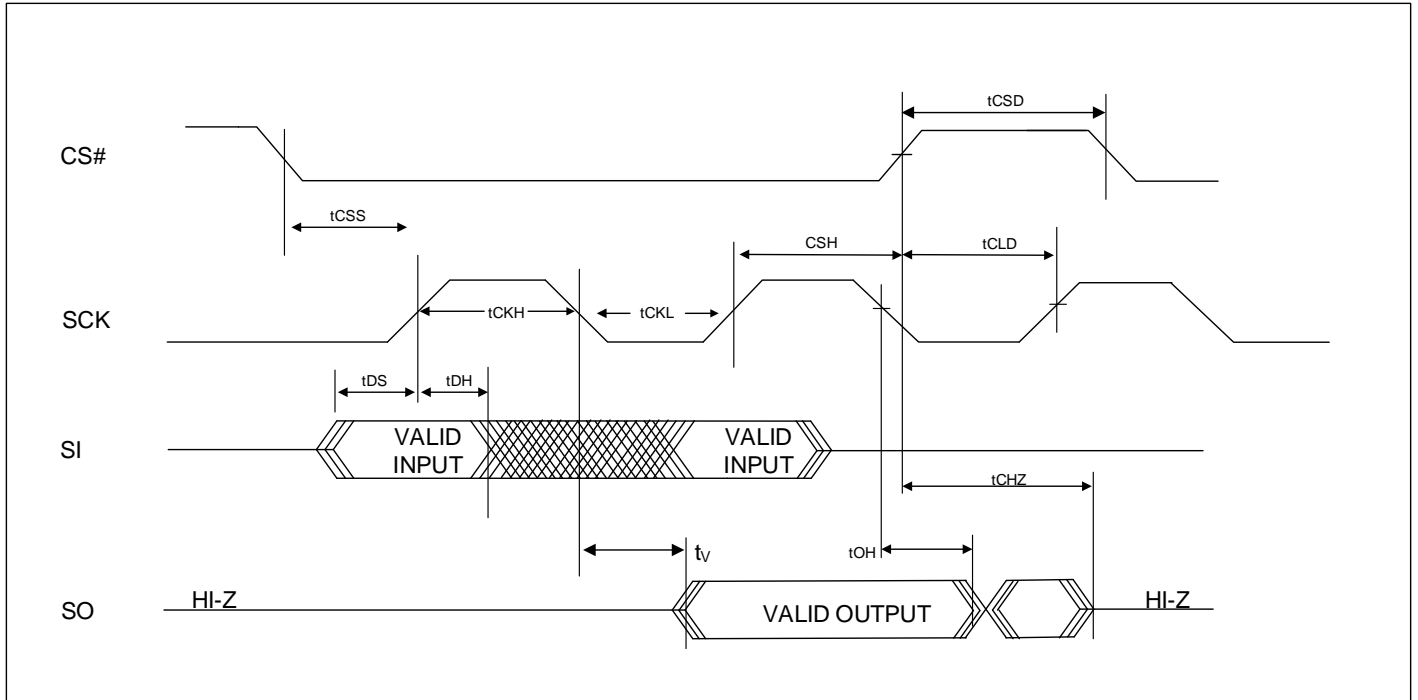 tCSD
CS#
tCSS
CSH
tCLD
SCK
tCKH
tCKL
tDS
tDH
SI
VALID
INPUT
VALID
INPUT
tCHZ
tV
tOH
SO
HI-Z
VALID OUTPUT
HI-Z